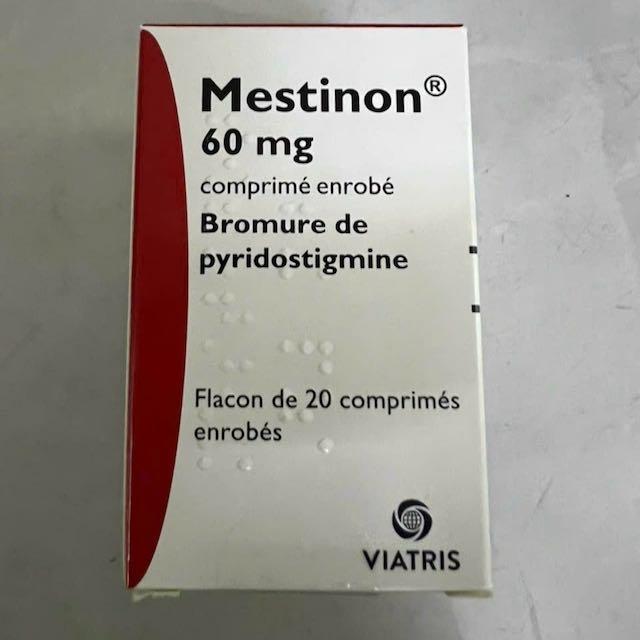 Mestinon®
60 mg
comprimé enrobé
Bromure de
pyridostigmine
Flacon de 20 comprimés
enrobés
VIATRIS